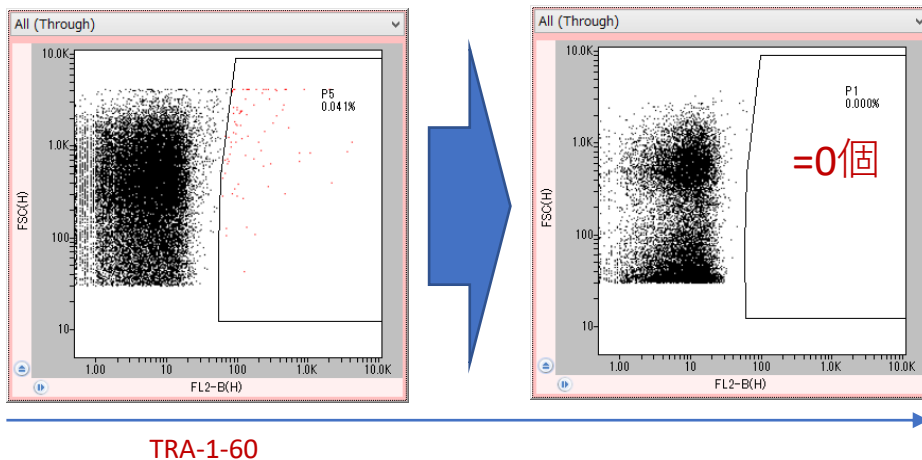 All (Through)
10.0K
1.0K
100
10
FSC(H)
P5
0.041%
1.00
10
100
1.0K
10.0K
FL2-B(H)
All (Through)
10.0K
1.0K
100
10
FSC(H)
P1
0.000%
=0個
1.00
10
100
1.0K
10.0K
FL2-B(H)
TRA-1-60